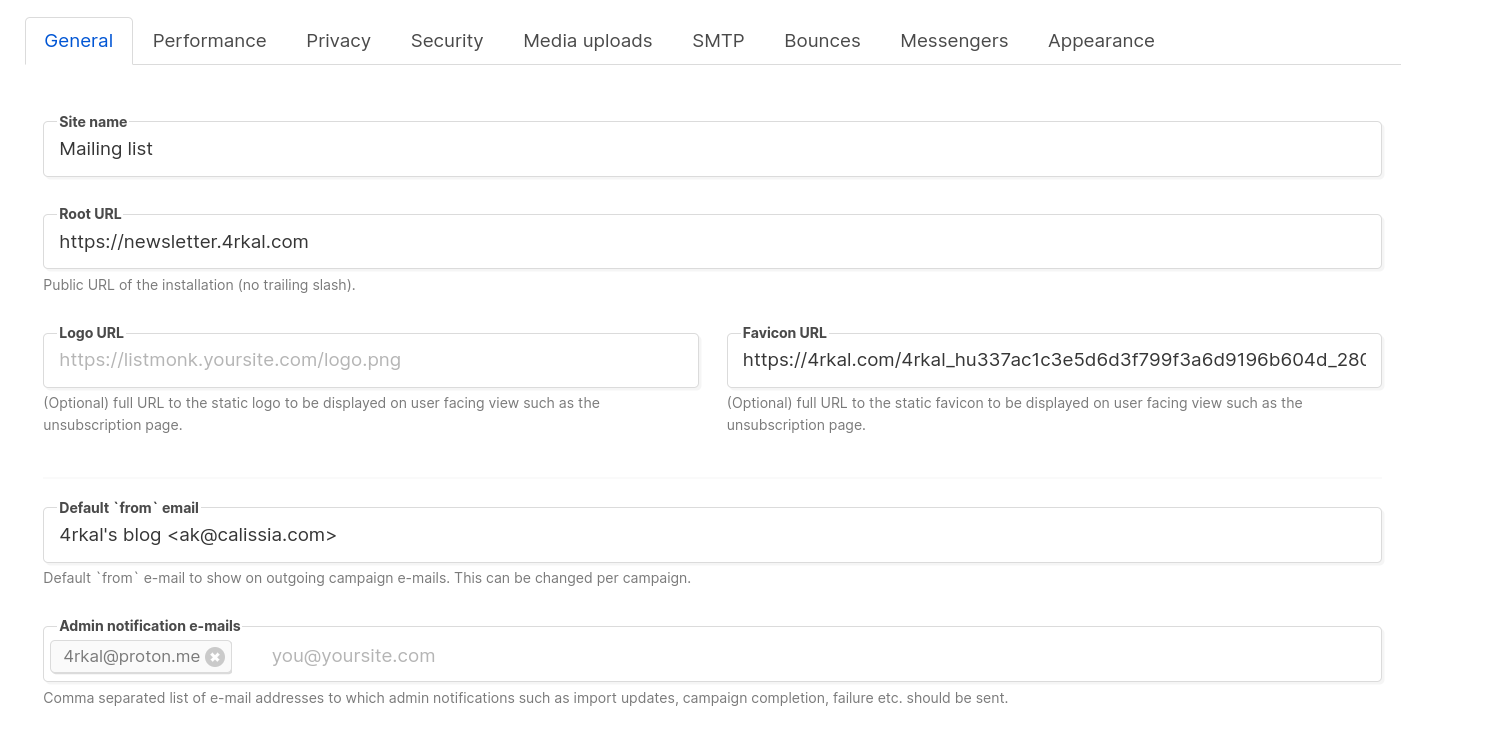 General Performance Privacy Security Media uploads SMTP Bounces Messengers Appearance
Site name
Mailing list
Root URL
https://newsletter.4rkal.com
Public URL of the installation (no trailing slash).
Logo URL
https://listmonk.yoursite.com/logo.png
(Optional) full URL to the static logo to be displayed on user facing view such as the
unsubscription page.
Favicon URL
https://4rkal.com/4rkal_hu337ac1c3e5d6d3f799f3a6d9196b604d_280
(Optional) full URL to the static favicon to be displayed on user facing view such as the
unsubscription page.
Default `from` email
4rkal's blog <ak@calissia.com>
Default `from` e-mail to show on outgoing campaign e-mails. This can be changed per campaign.
Admin notification e-mails
4rkal@proton.me you@yoursite.com
Comma separated list of e-mail addresses to which admin notifications such as import updates, campaign completion, failure etc. should be sent.